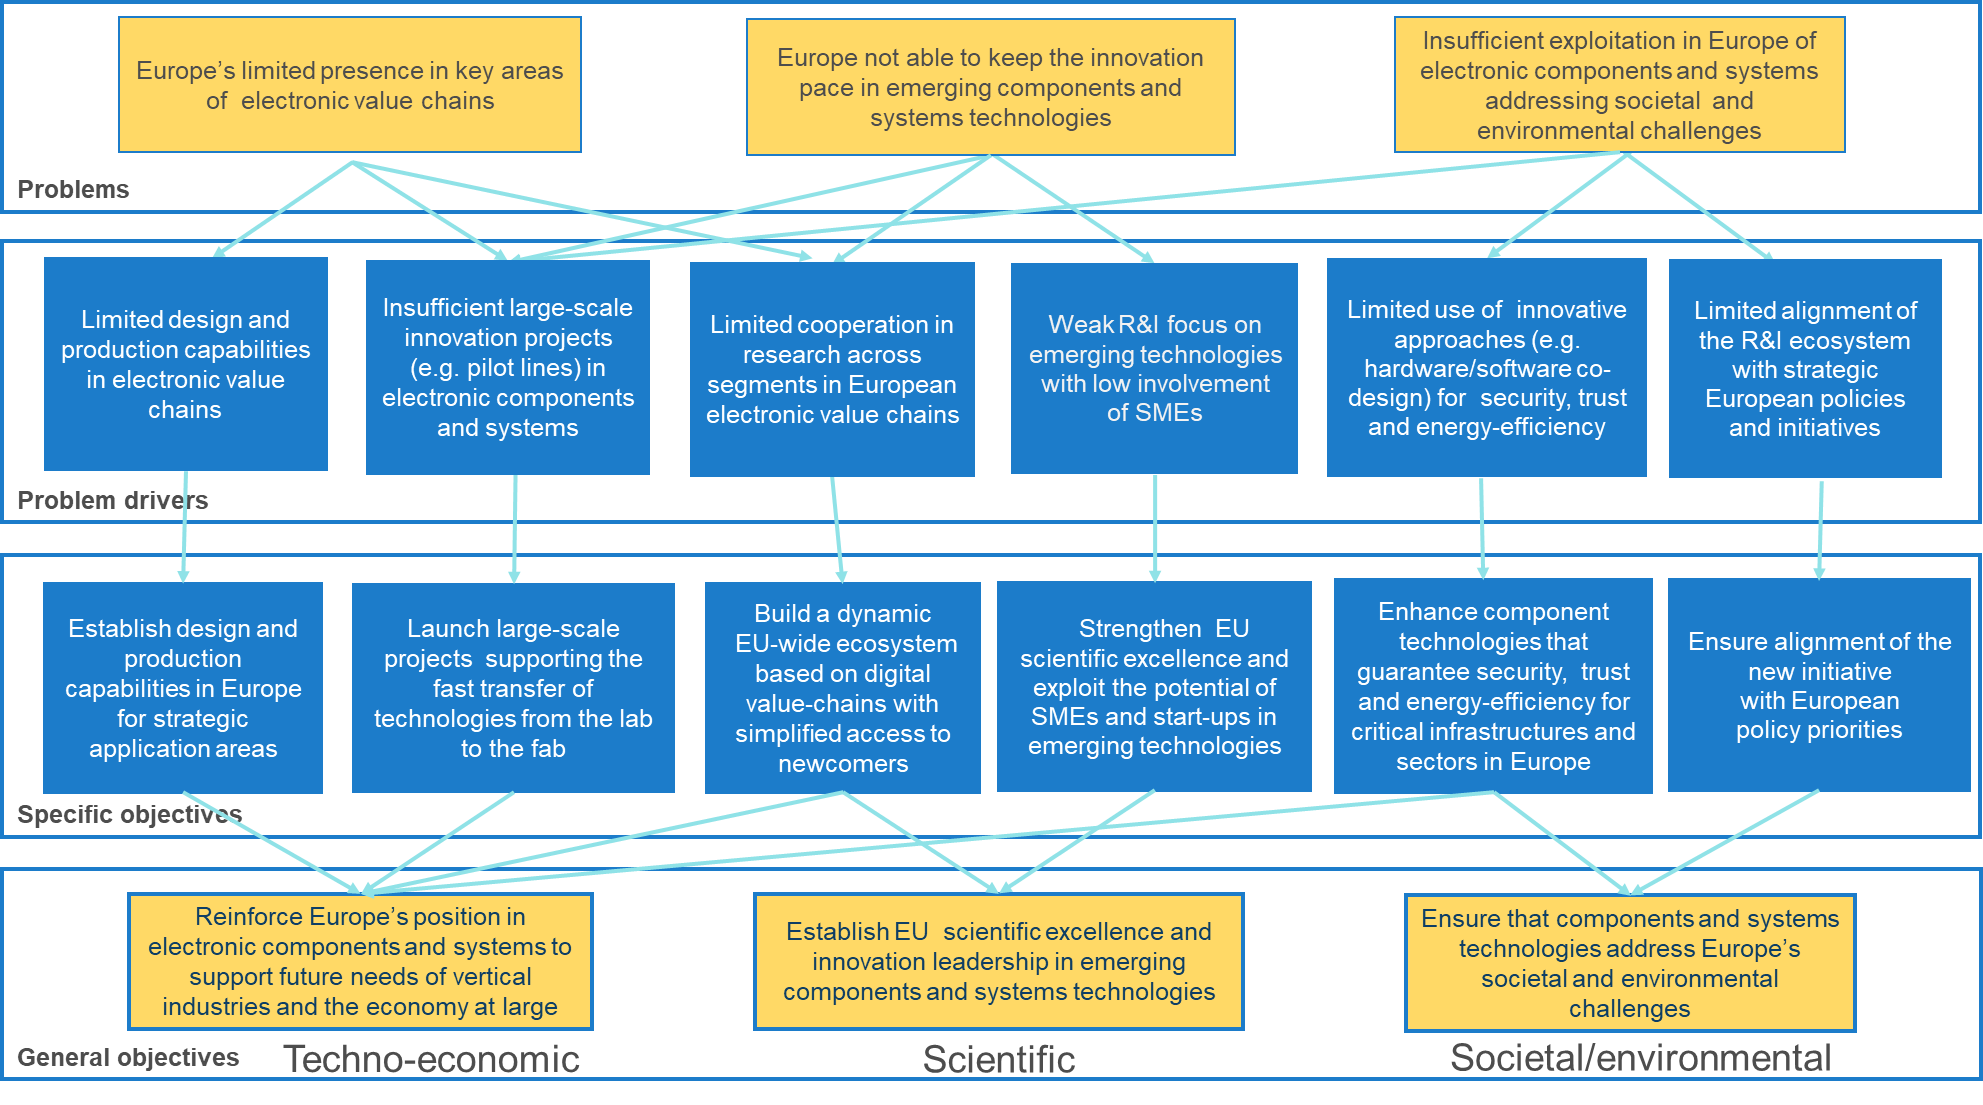 Europe's limited presence in key areas
of electronic value chains
Europe not able to keep the innovation
pace in emerging components and
systems technologies
Insufficient exploitation in Europe of
electronic components and systems
addressing societal and
environmental challenges
Problems
Limited design and
production capabilities
in electronic value
chains
Insufficient large-scale
innovation projects
(e.g. pilot lines) in
electronic components
and systems
Limited cooperation in
research across
segments in European
electronic value chains
Weak R&I focus on
emerging technologies
with low involvement
of SMEs
Limited use of innovative
approaches (e.g.
hardware/software co-
design) for security, trust
and energy-efficiency
Limited alignment of
the R&I ecosystem
with strategic
European policies
and initiatives
Problem drivers
Establish design and
production
capabilities in Europe
for strategic
application areas
Launch large-scale
projects supporting the
fast transfer of
technologies from the lab
to the fab
Build a dynamic
EU-wide ecosystem
based on digital
value-chains with
simplified access to
newcomers
Strengthen EU
scientific excellence and
exploit the potential of
SMEs and start-ups in
emerging technologies
Enhance component
technologies that
guarantee security, trust
and energy-efficiency for
critical infrastructures and
sectors in Europe
Ensure alignment of the
new initiative
with European
policy priorities
Specific objectives
Reinforce Europe's position in
electronic components and systems to
support future needs of vertical
industries and the economy at large
Establish EU scientific excellence and
innovation leadership in emerging
components and systems technologies
Ensure that components and systems
technologies address Europe's
societal and environmental
challenges
General objectives
Techno-economic
Scientific
Societal/environmental